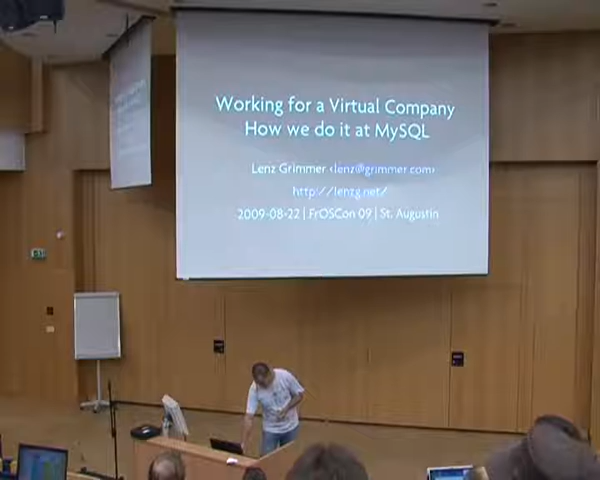 Working for a Virtual Company
How we do it at MySQL
Lenz Grimmer <lenz@grimmer.com>
http://lenzg.net/
2009-08-22 | FrOSCon 09 | St. Augustin